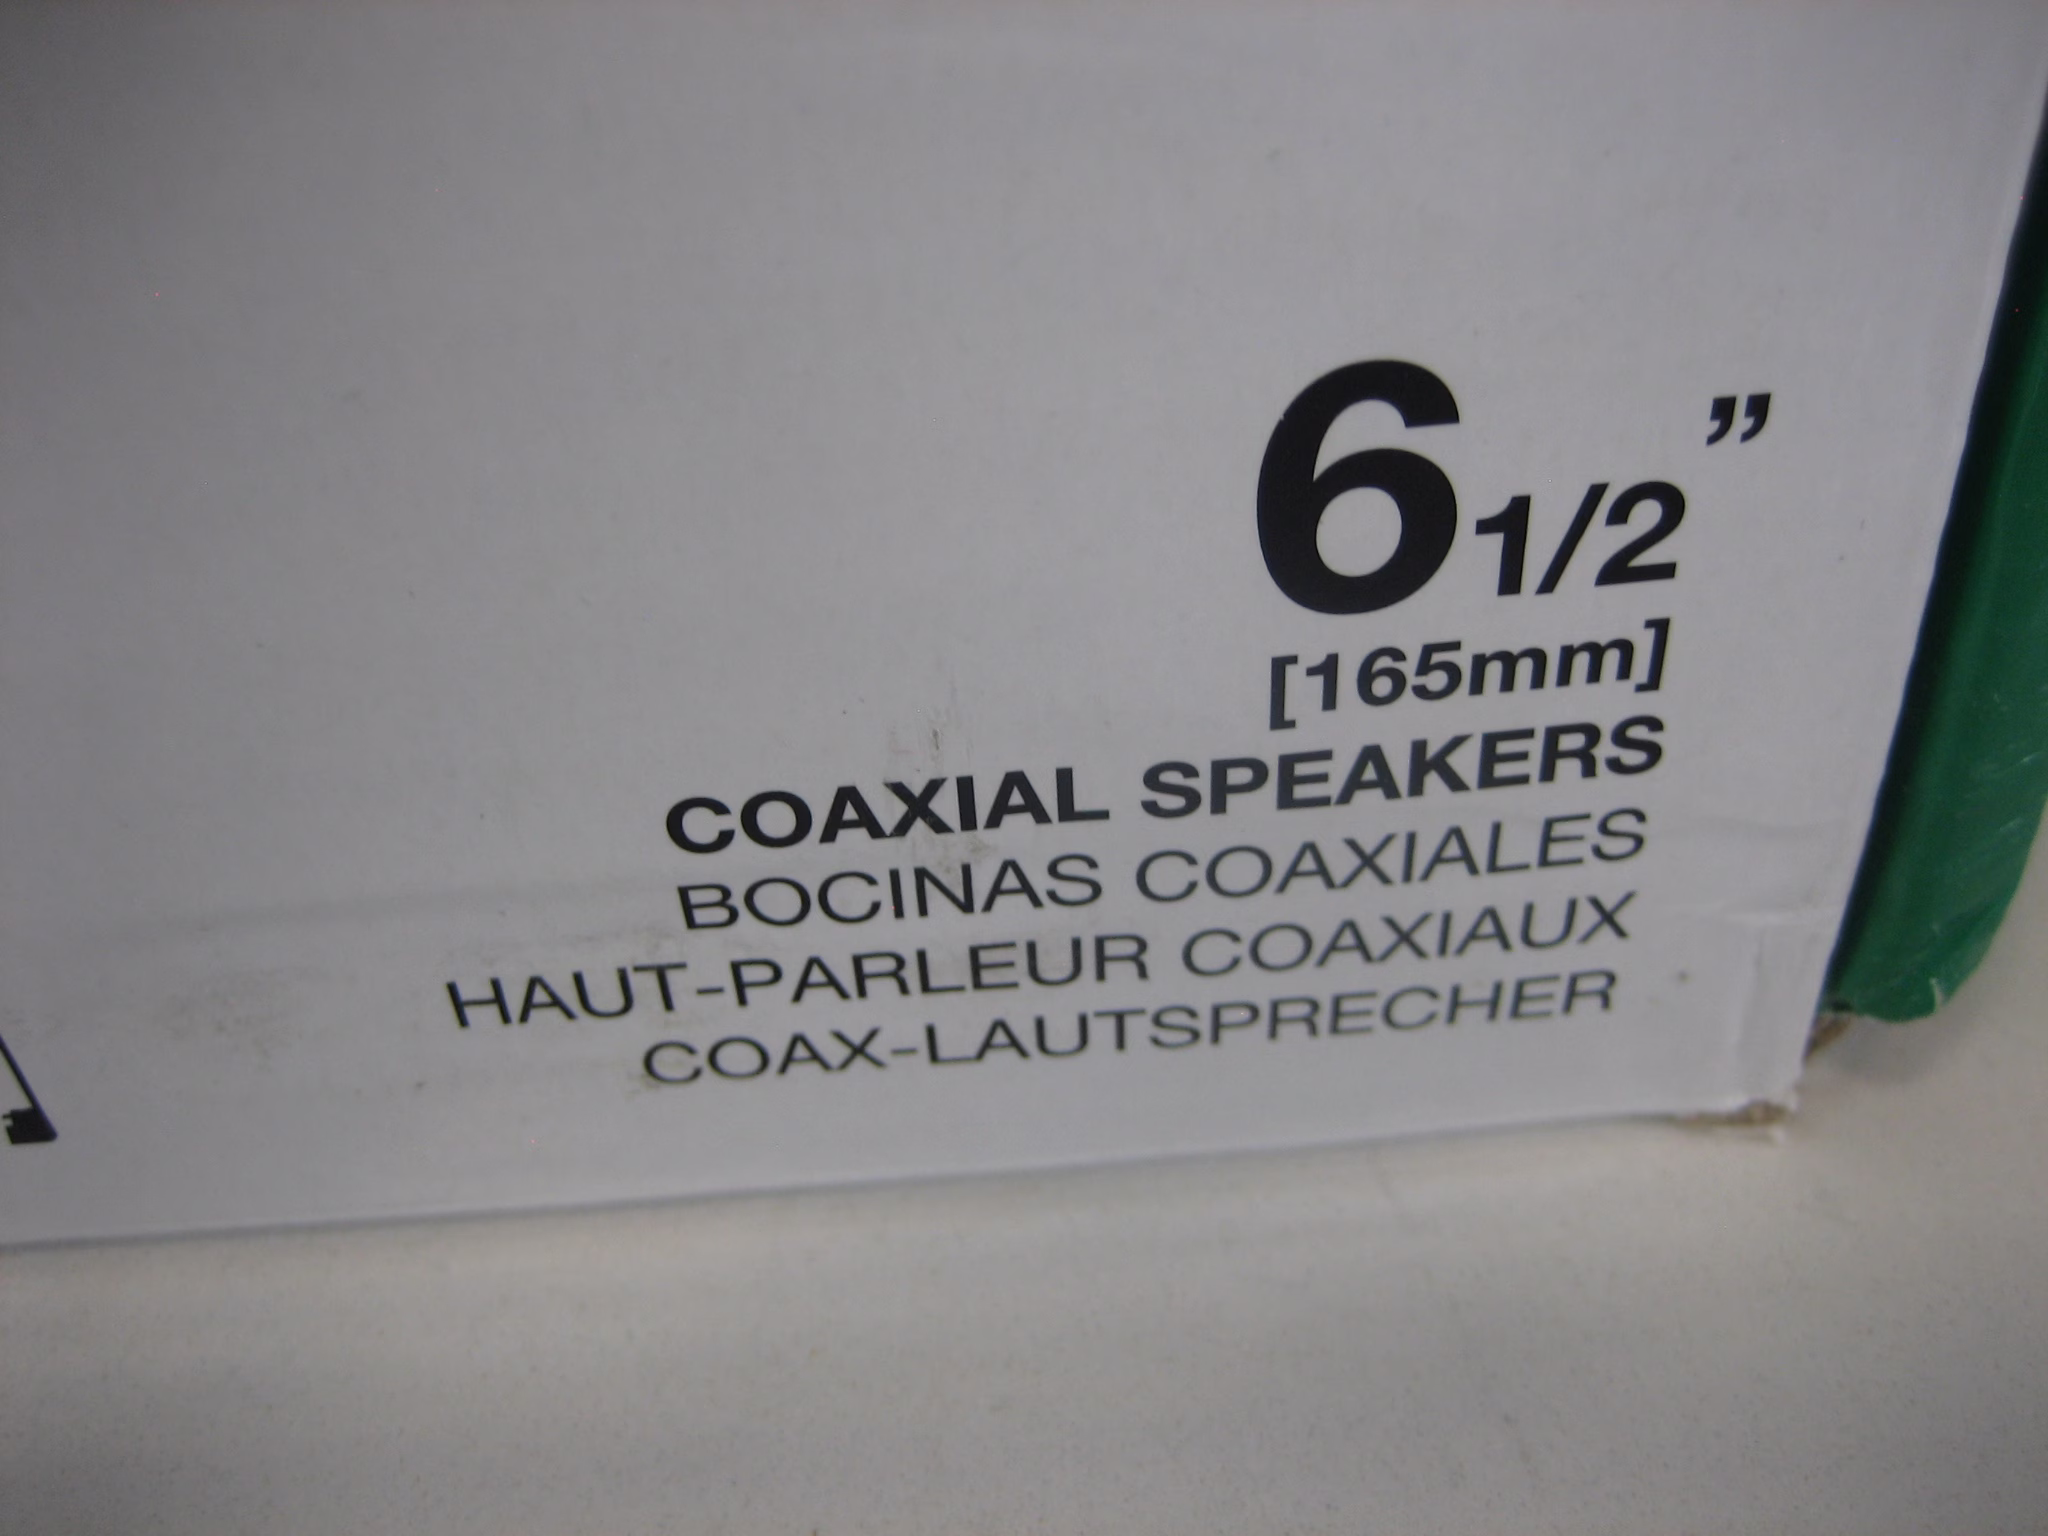 6 1/2”
[165mm]
COAXIAL SPEAKERS
BOCINAS COAXIALES
HAUT-PARLEUR COAXIAUX
COAX-LAUTSPRECHER